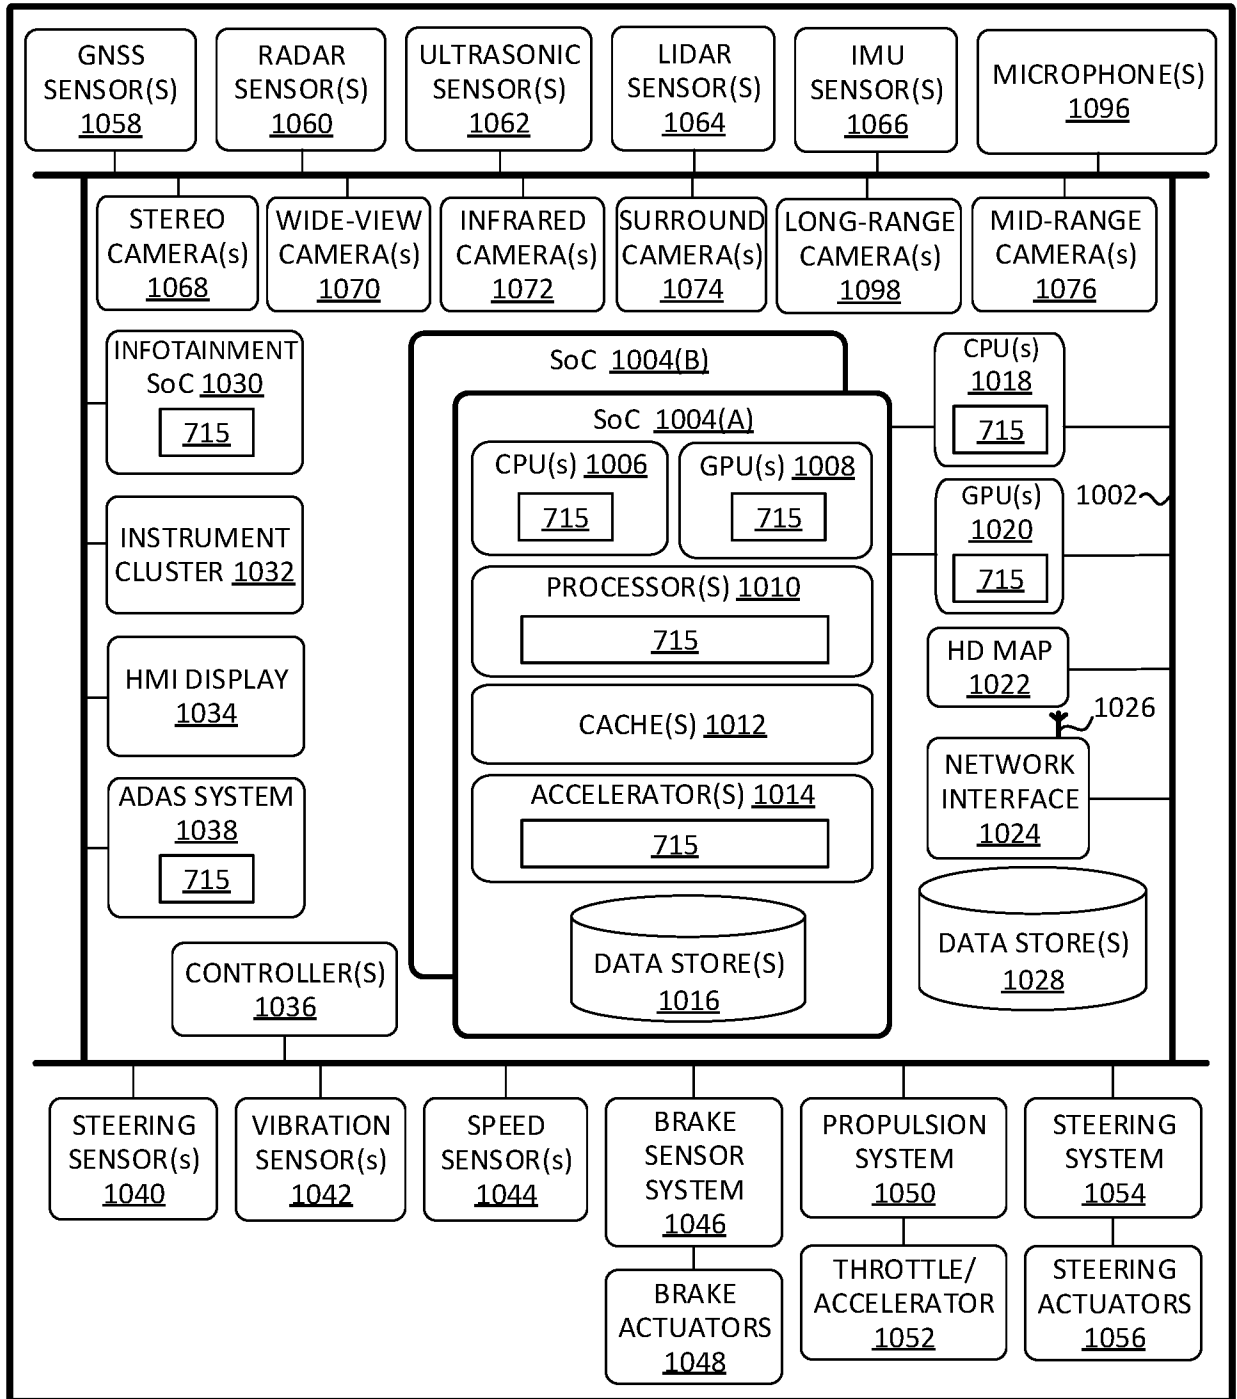 GNSS
SENSOR(S)
1058
RADAR
SENSOR(S)
1060
ULTRASONIC
SENSOR(S)
1062
LIDAR
SENSOR(S)
1064
IMU
SENSOR(S)
1066
MICROPHONE(S)
1096
STEREO
CAMERA(s)
1068
WIDE-VIEW
CAMERA(s)
1070
INFRARED
CAMERA(s)
1072
SURROUND
CAMERA(s)
1074
LONG-RANGE
CAMERA(s)
1098
MID-RANGE
CAMERA(s)
1076
INFOTAINMENT
SoC 1030
715
INSTRUMENT
CLUSTER 1032
HMI DISPLAY
1034
ADAS SYSTEM
1038
715
CONTROLLER(S)
1036
SoC 1004(B)
SoC 1004(A)
CPU(s) 1006
715
GPU(s) 1008
715
PROCESSOR(S) 1010
715
CACHE(S) 1012
ACCELERATOR(S) 1014
715
DATA STORE(S)
1016
CPU(s)
1018
715
1002
GPU(s)
1020
715
HD MAP
1022
1026
NETWORK
INTERFACE
1024
DATA STORE(S)
1028
STEERING
SENSOR(s)
1040
VIBRATION
SENSOR(s)
1042
SPEED
SENSOR(s)
1044
BRAKE
SENSOR
SYSTEM
1046
PROPULSION
SYSTEM
1050
STEERING
SYSTEM
1054
BRAKE
ACTUATORS
1048
THROTTLE/
ACCELERATOR
1052
STEERING
ACTUATORS
1056